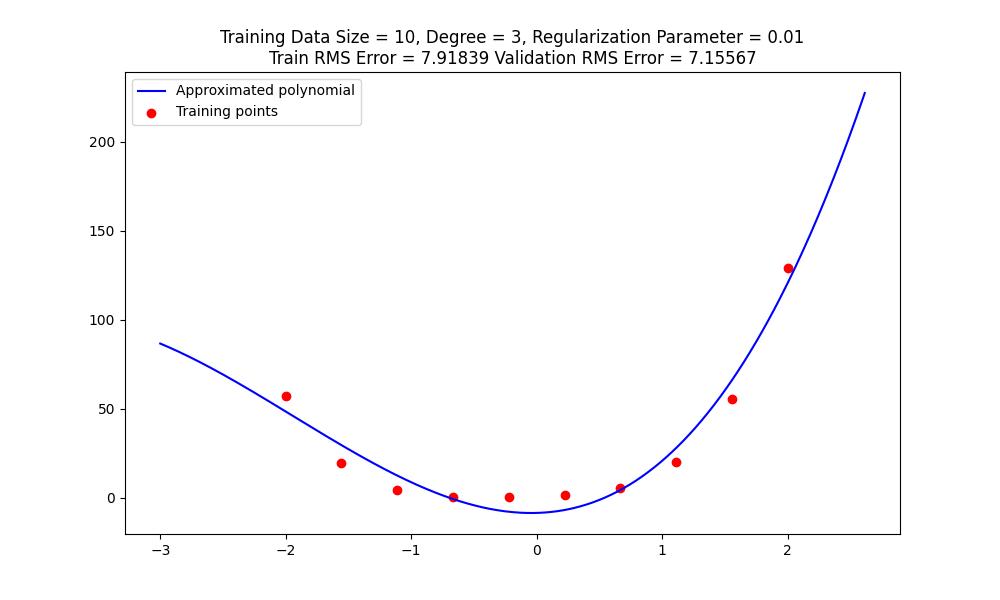 Training Data Size = 10, Degree = 3, Regularization Parameter = 0.01
Train RMS Error = 7.91839 Validation RMS Error = 7.15567
Approximated polynomial
Training points
200
150
100
50
0
−3
−2
−1
0
1
2